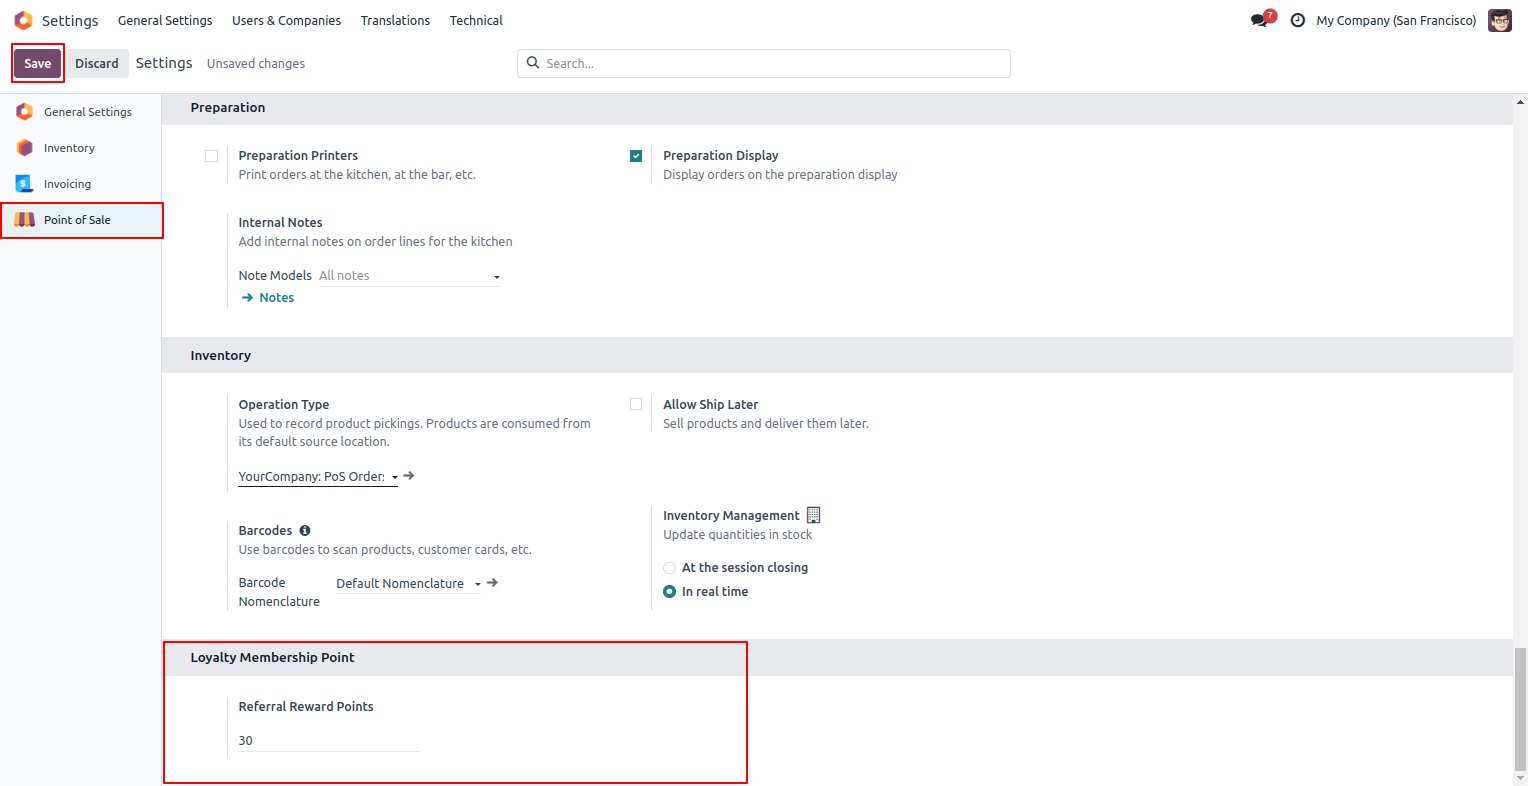 Settings General Settings Users & Companies Translations Technical 7 My Company (San Francisco)
Save Discard Settings Unsaved changes Search...
General Settings
Inventory
Invoicing
Point of Sale
Preparation
Preparation Printers
Print orders at the kitchen, at the bar, etc.
Preparation Display
Display orders on the preparation display
Internal Notes
Add internal notes on order lines for the kitchen
Note Models All notes
Notes
Inventory
Operation Type
Used to record product pickings. Products are consumed from
its default source location.
YourCompany: PoS Orders
Allow Ship Later
Sell products and deliver them later.
Barcodes
Use barcodes to scan products, customer cards, etc.
Barcode
Nomenclature
Default Nomenclature
Inventory Management
Update quantities in stock
At the session closing
In real time
Loyalty Membership Point
Referral Reward Points
30